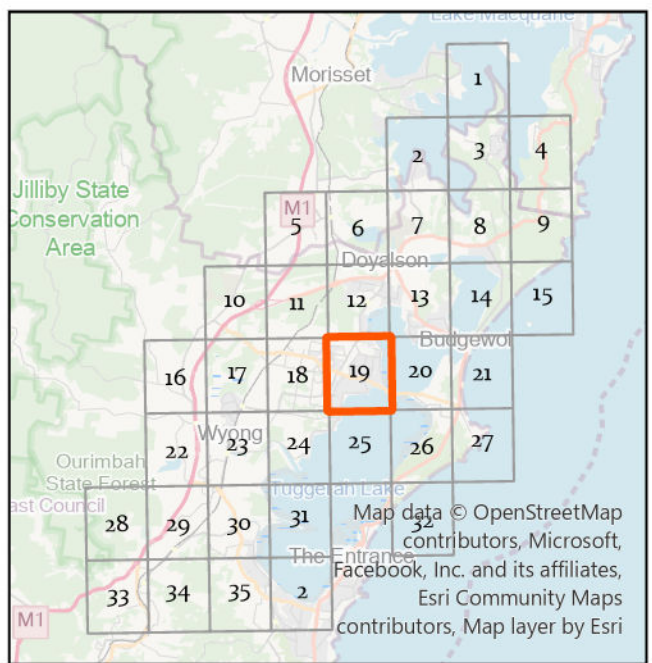 Lake Macquarie
Morisset
1
2
3
4
Jilliby State
Conservation
Area
M1
5
6
7
8
9
Doyalson
10
11
12
13
14
15
Budgewoi
16
17
18
19
20
21
Wyong
22
23
24
25
26
27
Ourimbah
State Forest
ast Council
Tuggerah Lake
28
29
30
31
32
Map data © OpenStreetMap
contributors, Microsoft,
The Entrance
Facebook, Inc. and its affiliates,
33
34
35
2
Esri Community Maps
M1
contributors, Map layer by Esri